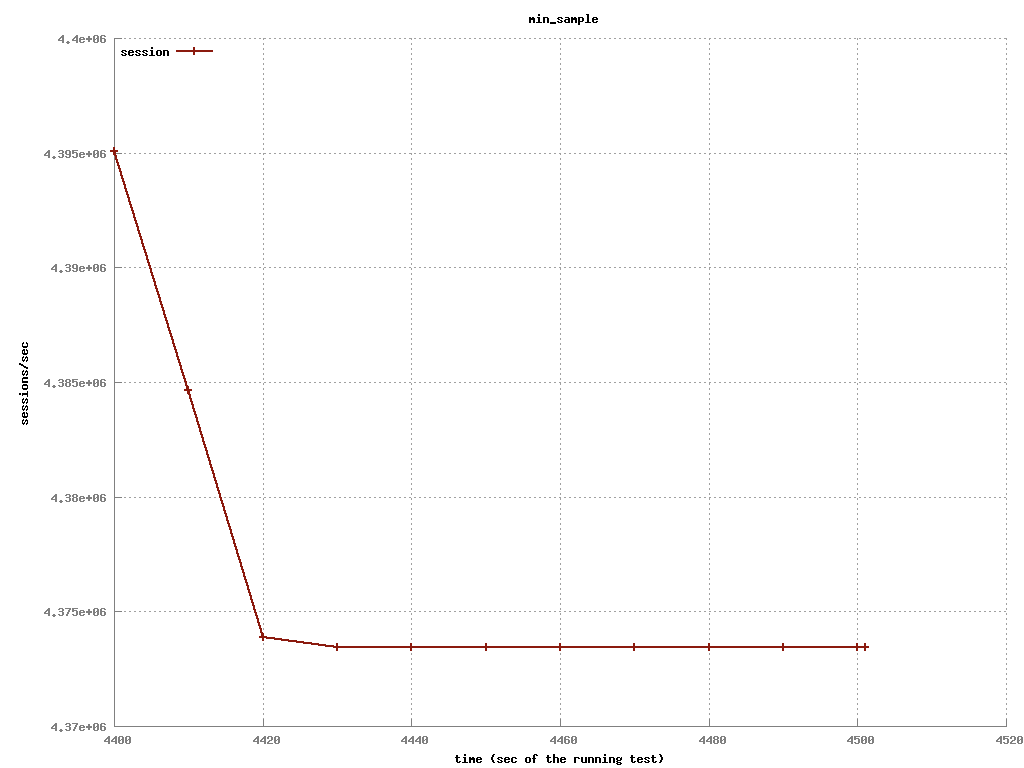 min_sample
session
4.4e+06
4.395e+06
4.39e+06
4.385e+06
4.38e+06
4.375e+06
4.37e+06
sessions/sec
4400 4420 4440 4460 4480 4500 4520
time (sec of the running test)